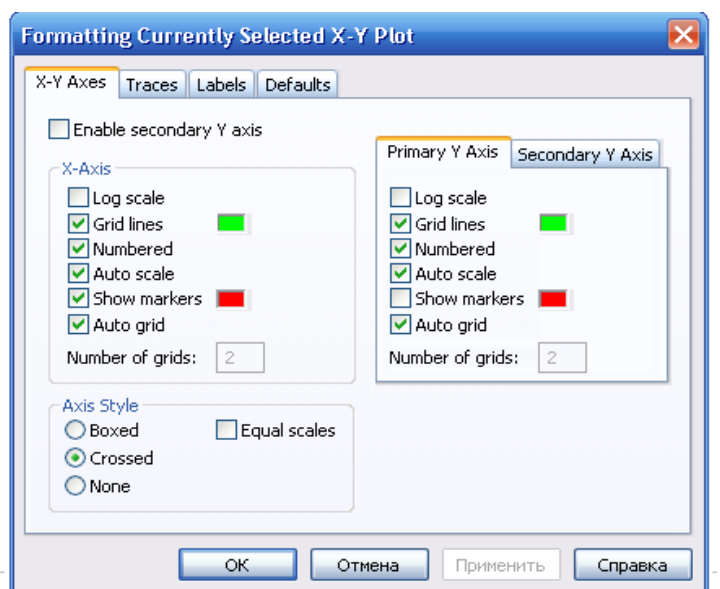 Formatting Currently Selected X-Y Plot
X-Y Axes Traces Labels Defaults
Enable secondary Y axis
X-Axis
Log scale
Grid lines
Numbered
Auto scale
Show markers
Auto grid
Number of grids: 2
Primary Y Axis Secondary Y Axis
Log scale
Grid lines
Numbered
Auto scale
Show markers
Auto grid
Number of grids: 2
Axis Style
Boxed Equal scales
Crossed
None
OK Отмена Применить Справка